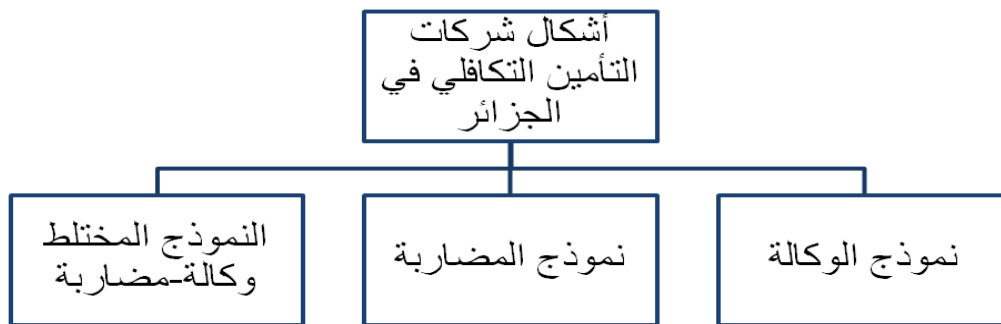 أشكال شركات
التأمين التكافلي في
الجزائر
نموذج الوكالة
نموذج المضاربة
النموذج المختلط
وكالة-مضاربة